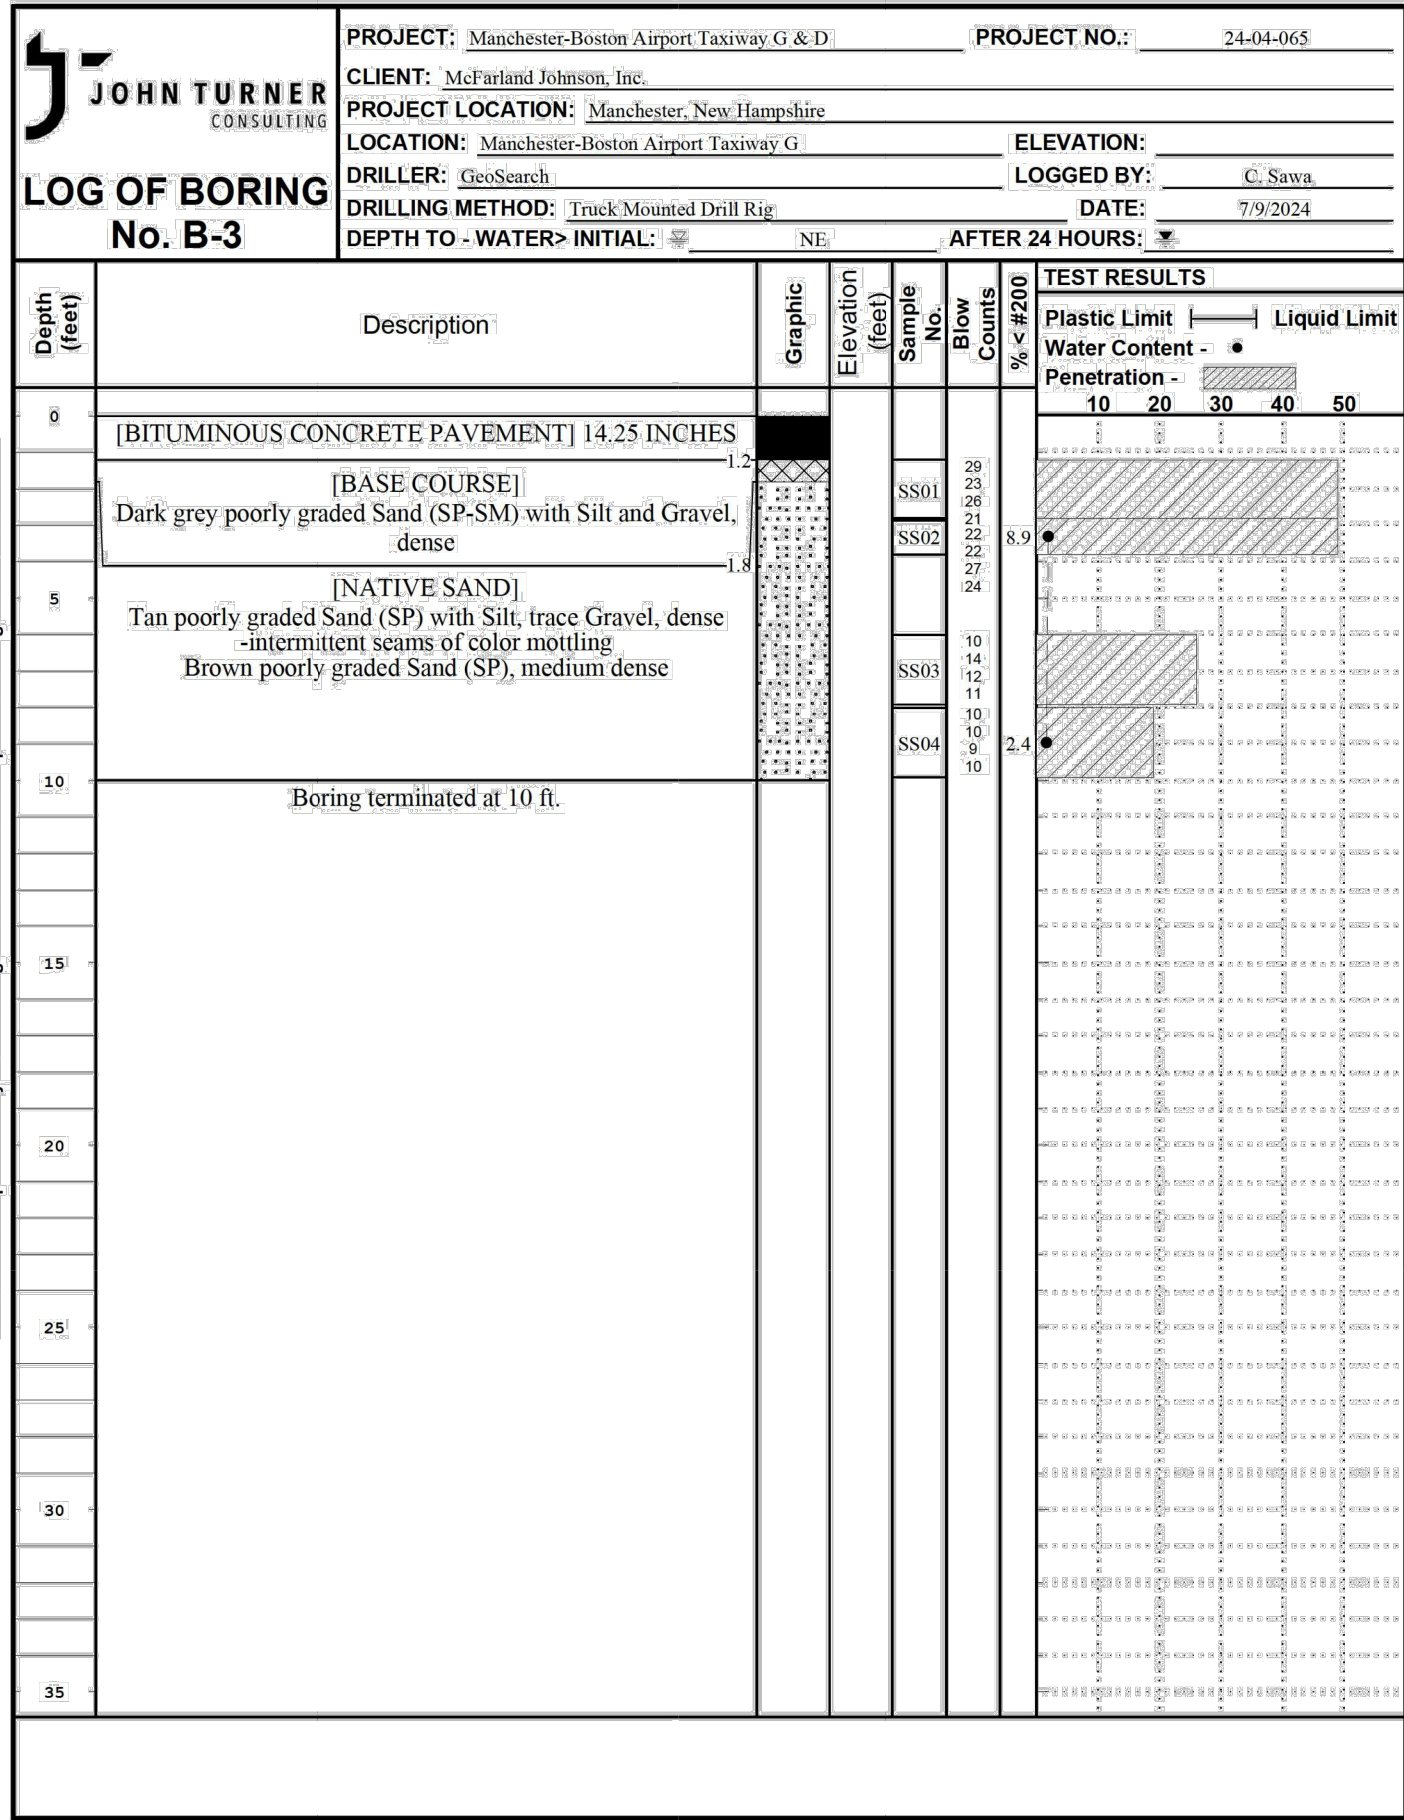 JOHN TURNER
CONSULTING
LOG OF BORING
No. B-3
PROJECT: Manchester-Boston Airport Taxiway G & D PROJECT NO.: 24-04-065
CLIENT: McFarland Johnson, Inc.
PROJECT LOCATION: Manchester, New Hampshire
LOCATION: Manchester-Boston Airport Taxiway G ELEVATION:
DRILLER: GeoSearch LOGGED BY: C. Sawa
DRILLING METHOD: Truck Mounted Drill Rig DATE: 7/9/2024
DEPTH TO - WATER> INITIAL: NE AFTER 24 HOURS:
Depth (feet)
Description
Graphic
Elevation (feet)
Sample No.
Blow Counts
% < #200
TEST RESULTS
Plastic Limit Liquid Limit
Water Content -
Penetration -
10 20 30 40 50
0
[BITUMINOUS CONCRETE PAVEMENT] 14.25 INCHES
1.2
[BASE COURSE]
Dark grey poorly graded Sand (SP-SM) with Silt and Gravel,
dense
1.8
[NATIVE SAND]
5
Tan poorly graded Sand (SP) with Silt, trace Gravel, dense
-intermittent seams of color mottling
Brown poorly graded Sand (SP), medium dense
10
Boring terminated at 10 ft.
SS01
29
23
26
21
SS02
22
22
27
24
8.9
SS03
10
14
12
11
SS04
10
10
9
10
2.4
15
20
25
30
35